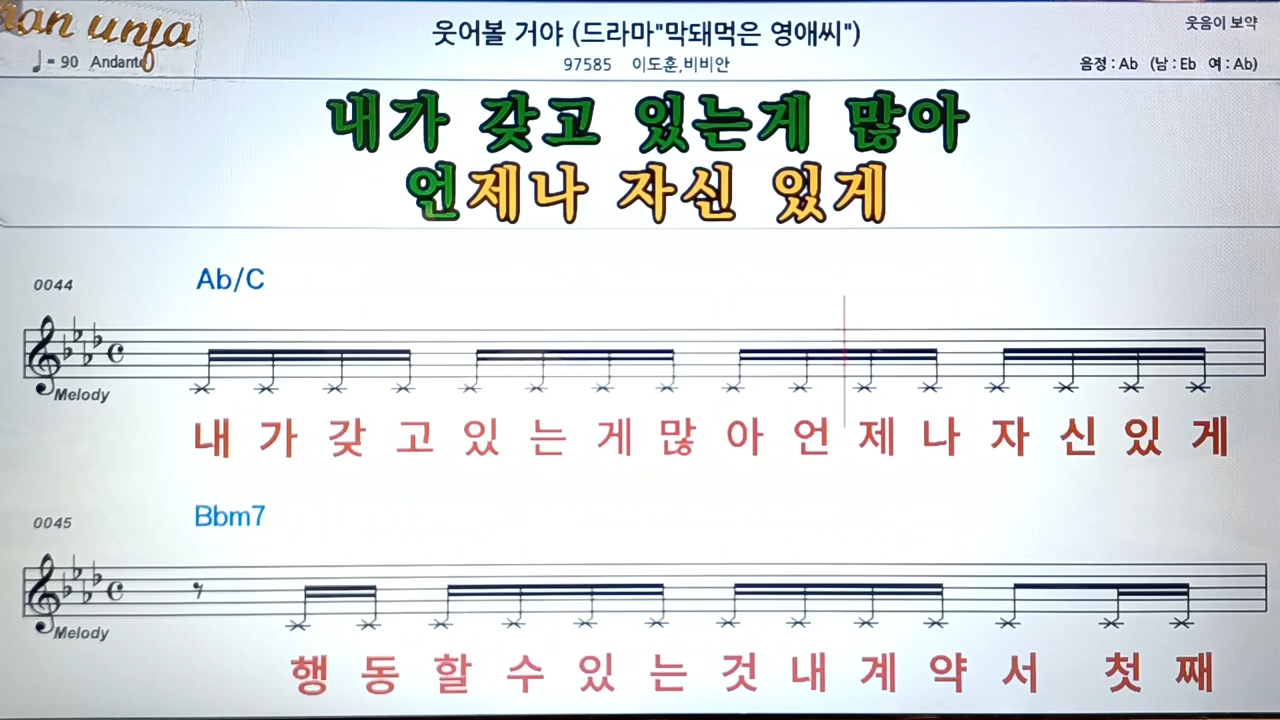 웃어볼 거야 (드라마"막돼먹은 영애씨")
웃음이 보약
unja
♩= 90 Andante
97585 이도훈,비비안
음정 : Ab (남 : Eb 여 : Ab)
내가 갖고 있는게 많아
언제나 자신 있게
0044
Ab/C
Melody
내 가 갖 고 있 는 게 많 아 언 제 나 자 신 있 게
0045
Bbm7
Melody
행 동 할 수 있 는 것 내 계 약 서 첫 째